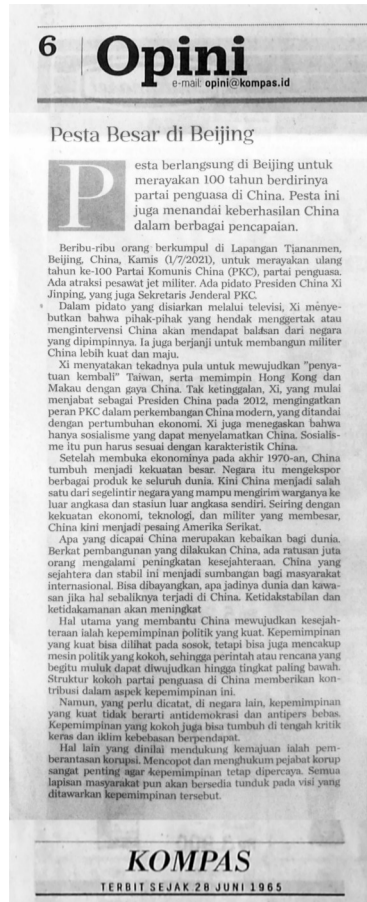 6 Opini
e-mail: opini@kompas.id
Pesta Besar di Beijing
Pesta berlangsung di Beijing untuk
merayakan 100 tahun berdirinya
partai penguasa di China. Pesta ini
juga menandai keberhasilan China
dalam berbagai pencapaian.
Beribu-ribu orang berkumpul di Lapangan Tiananmen,
Beijing, China, Kamis (1/7/2021), untuk merayakan ulang
tahun ke-100 Partai Komunis China (PKC), partai penguasa.
Ada atraksi pesawat jet militer. Ada pidato Presiden China Xi
Jinping, yang juga Sekretaris Jenderal PKC.
Dalam pidato yang disiarkan melalui televisi, Xi menye-
butkan bahwa pihak-pihak yang hendak menggertak atau
mengintervensi China akan mendapat balasan dari negara
yang dipimpinnya. Ia juga berjanji untuk membangun militer
China lebih kuat dan maju.
Xi menyatakan tekadnya pula untuk mewujudkan "penya-
tuan kembali" Taiwan, serta memimpin Hong Kong dan
Makau dengan gaya China. Tak ketinggalan, Xi, yang mulai
menjabat sebagai Presiden China pada 2012, mengingatkan
peran PKC dalam perkembangan China modern, yang ditandai
dengan pertumbuhan ekonomi. Xi juga menegaskan bahwa
hanya sosialisme yang dapat menyelamatkan China. Sosialis-
me itu pun harus sesuai dengan karakteristik China.
Setelah membuka ekonominya pada akhir 1970-an, China
tumbuh menjadi kekuatan besar. Negara itu mengekspor
berbagai produk ke seluruh dunia. Kini China menjadi salah
satu dari segelintir negara yang mampu mengirim warganya ke
luar angkasa dan stasiun luar angkasa sendiri. Seiring dengan
kekuatan ekonomi, teknologi, dan militer yang membesar,
China kini menjadi pesaing Amerika Serikat.
Apa yang dicapai China merupakan kebaikan bagi dunia.
Berkat pembangunan yang dilakukan China, ada ratusan juta
orang mengalami peningkatan kesejahteraan. China yang
sejahtera dan stabil ini menjadi sumbangan bagi masyarakat
internasional. Bisa dibayangkan, apa jadinya dunia dan kawa-
san jika hal sebaliknya terjadi di China. Ketidakstabilan dan
ketidakamanan akan meningkat
Hal utama yang membantu China mewujudkan kesejah-
teraan ialah kepemimpinan politik yang kuat. Kepemimpinan
yang kuat bisa dilihat pada sosok, tetapi bisa juga mencakup
mesin politik yang kokoh, sehingga perintah atau rencana yang
begitu muluk dapat diwujudkan hingga tingkat paling bawah.
Struktur kokoh partai penguasa di China memberikan kon-
tribusi dalam aspek kepemimpinan ini.
Namun, yang perlu dicatat, di negara lain, kepemimpinan
yang kuat tidak berarti antidemokrasi dan antipers bebas.
Kepemimpinan yang kokoh juga bisa tumbuh di tengah kritik
keras dan iklim kebebasan berpendapat.
Hal lain yang dinilai mendukung kemajuan ialah pem-
berantasan korupsi. Mencopot dan menghukum pejabat korup
sangat penting agar kepemimpinan tetap dipercaya. Semua
lapisan masyarakat pun akan bersedia tunduk pada visi yang
ditawarkan kepemimpinan tersebut.
KOMPAS
TERBIT SEJAK 28 JUNI 1965